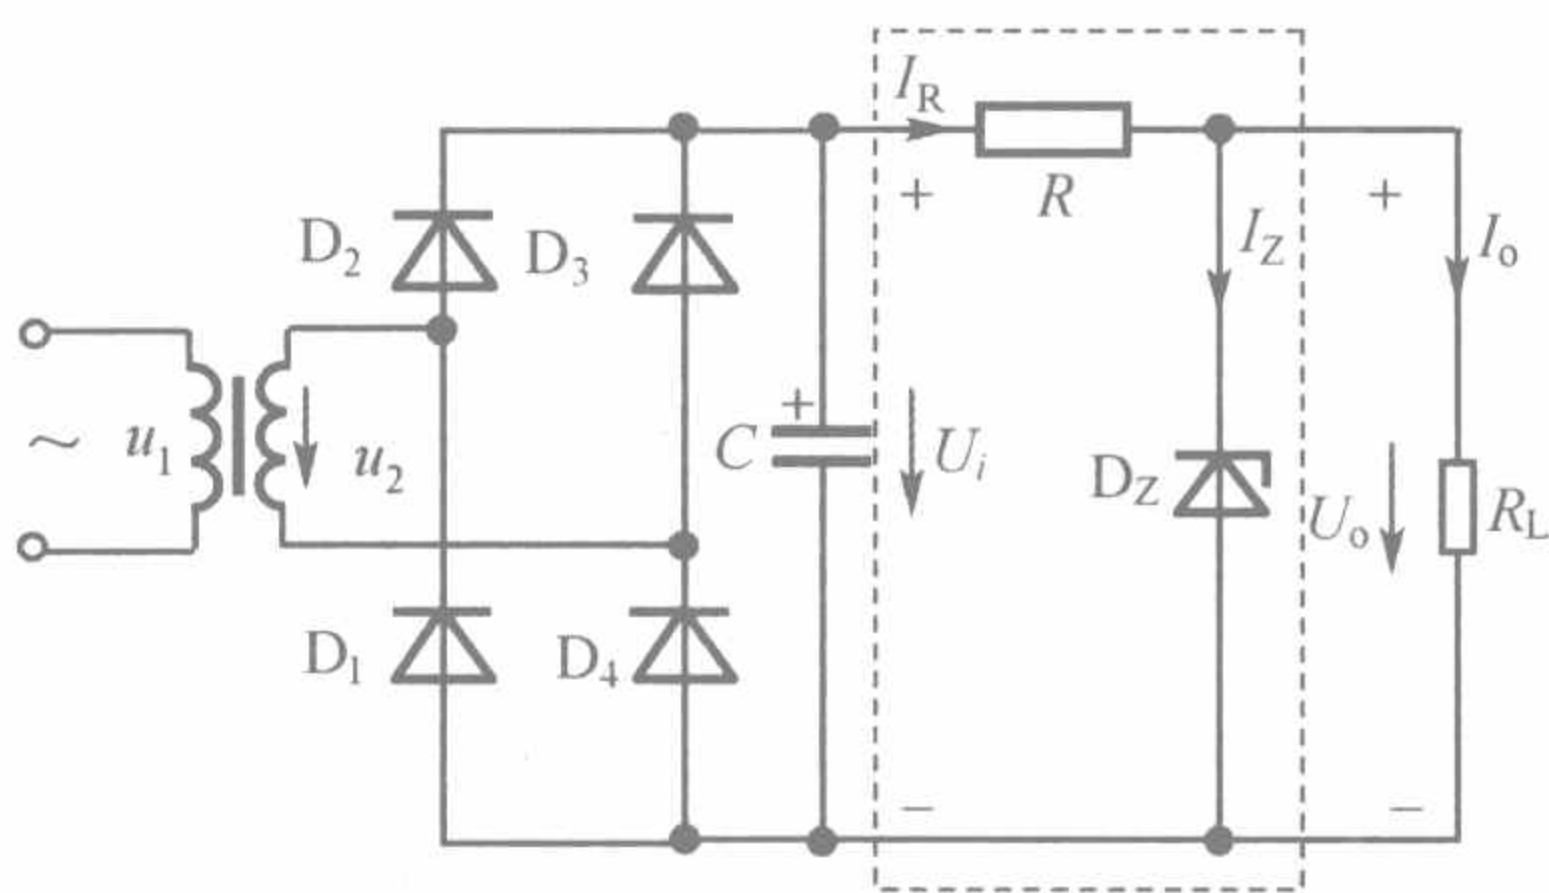 I_R
+ R +
D_2 D_3 I_Z I_o
~ u_1 u_2 + C U_i D_Z U_o R_L
D_1 D_4
− −